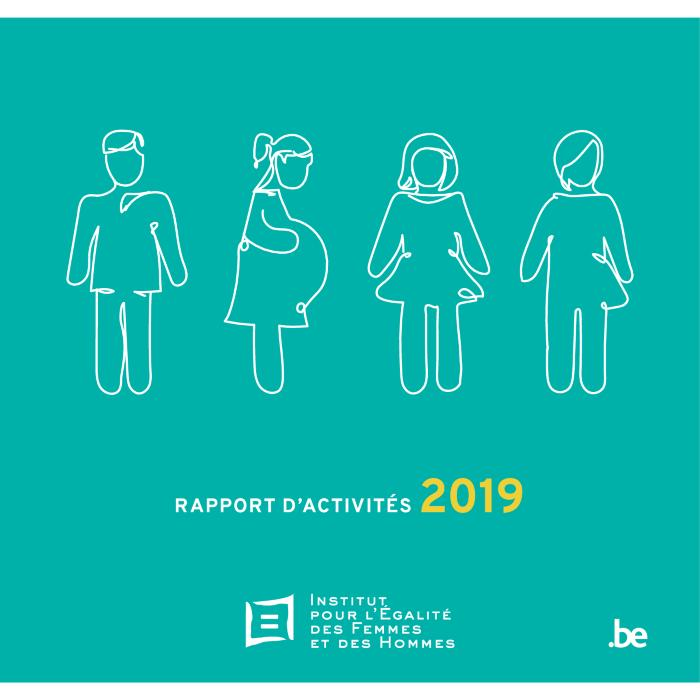 RAPPORT D'ACTIVITÉS 2019
INSTITUT
POUR L'ÉGALITÉ
DES FEMMES
ET DES HOMMES
.be